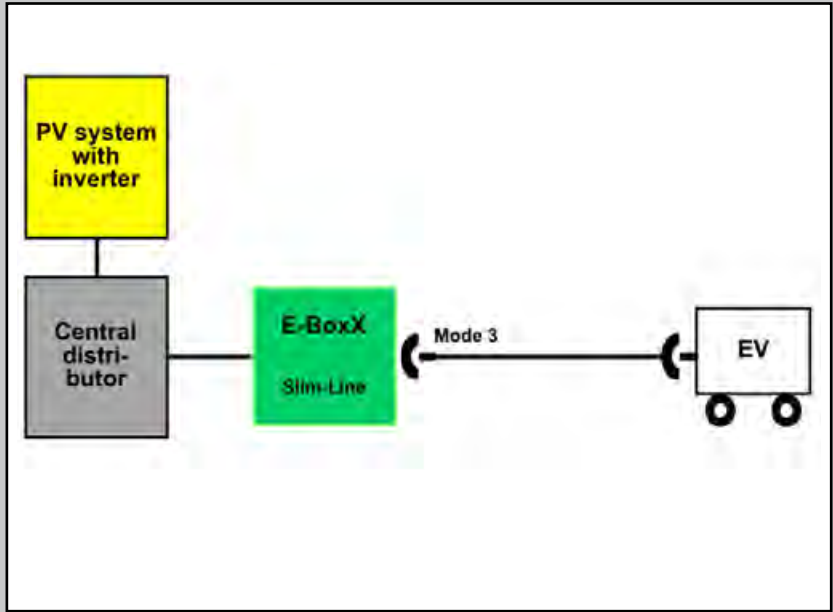 PV system
with
inverter
Central
distri-
butor
E-BoxX
Slim-Line
Mode 3
EV